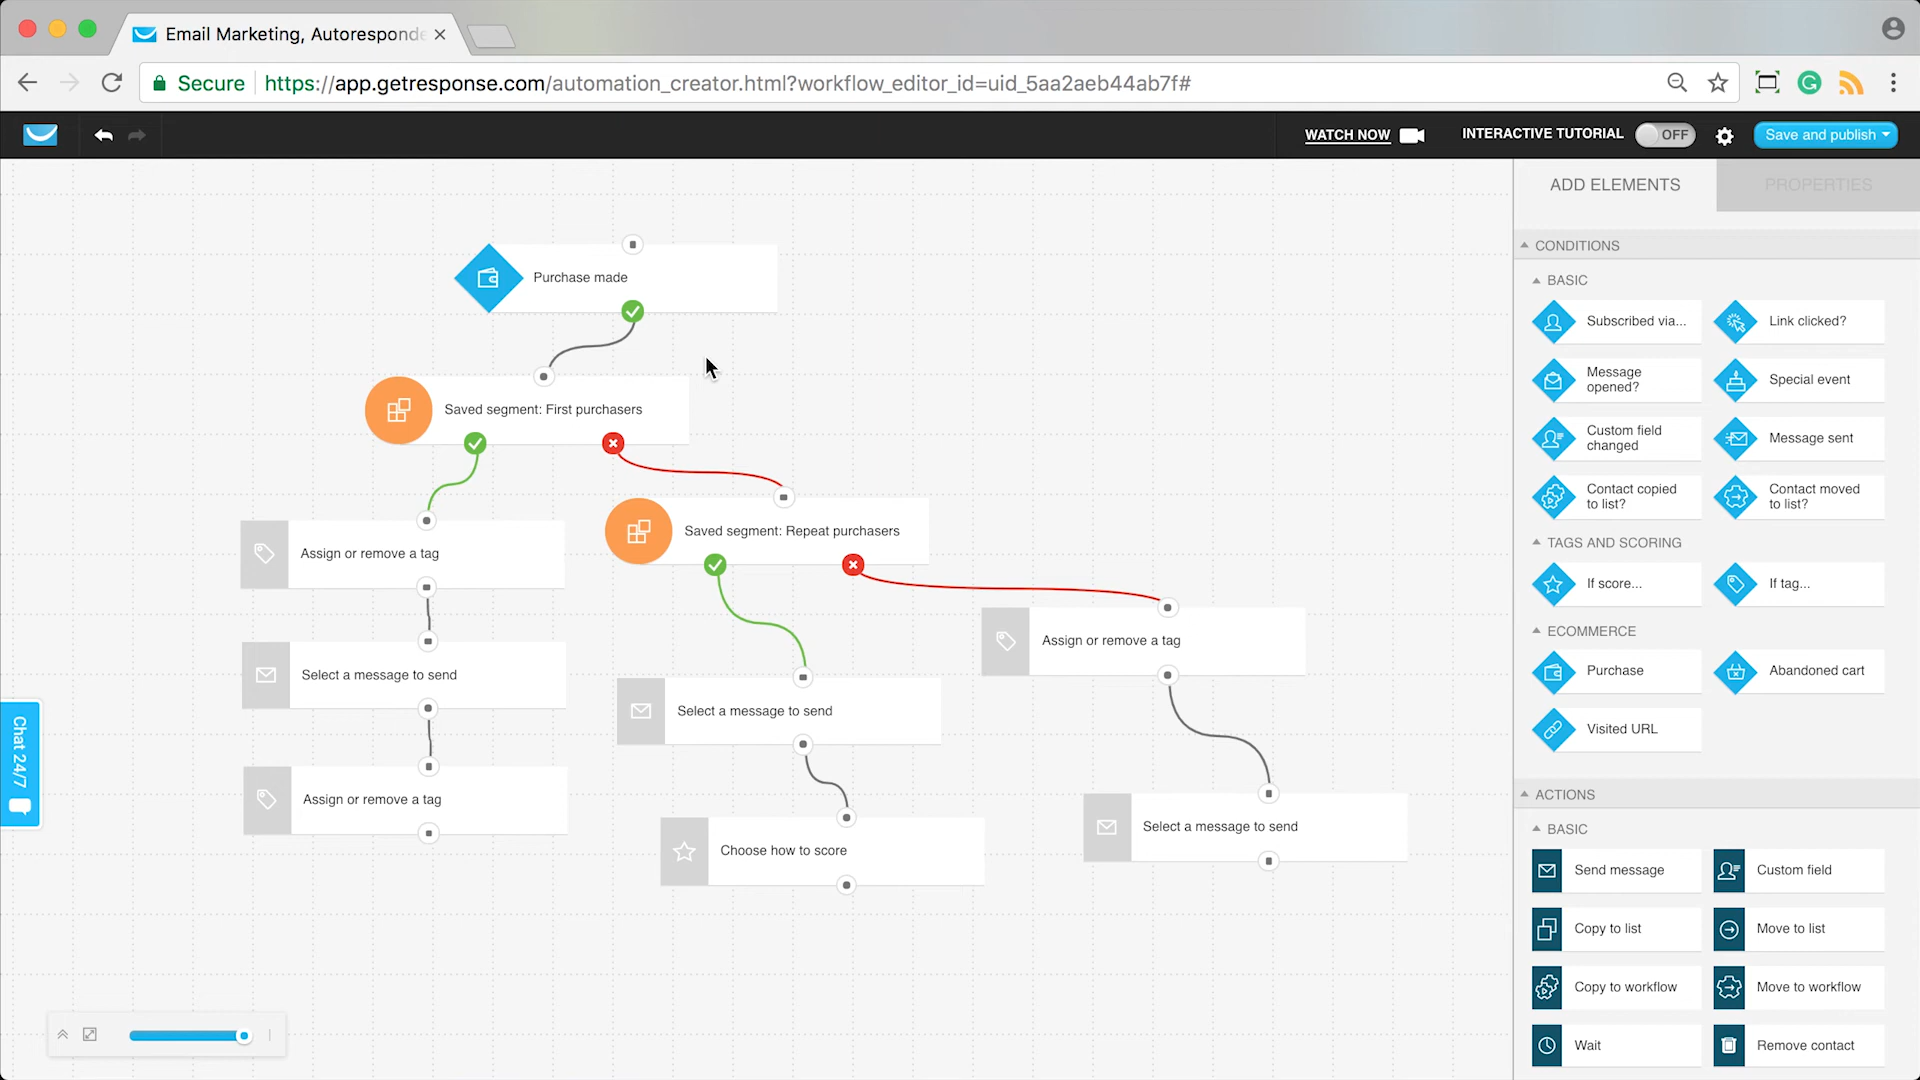 Email Marketing, Autoresponde
Secure https://app.getresponse.com/automation_creator.html?workflow_editor_id=uid_5aa2aeb44ab7f#
WATCH NOW
INTERACTIVE TUTORIAL
OFF
Save and publish
Purchase made
Saved segment: First purchasers
Assign or remove a tag
Select a message to send
Assign or remove a tag
Saved segment: Repeat purchasers
Select a message to send
Choose how to score
Assign or remove a tag
Select a message to send
Chat 24/7
ADD ELEMENTS
PROPERTIES
CONDITIONS
BASIC
Subscribed via...
Link clicked?
Message
opened?
Special event
Custom field
changed
Message sent
Contact copied
to list?
Contact moved
to list?
TAGS AND SCORING
If score...
If tag...
ECOMMERCE
Purchase
Abandoned cart
Visited URL
ACTIONS
BASIC
Send message
Custom field
Copy to list
Move to list
Copy to workflow
Move to workflow
Wait
Remove contact